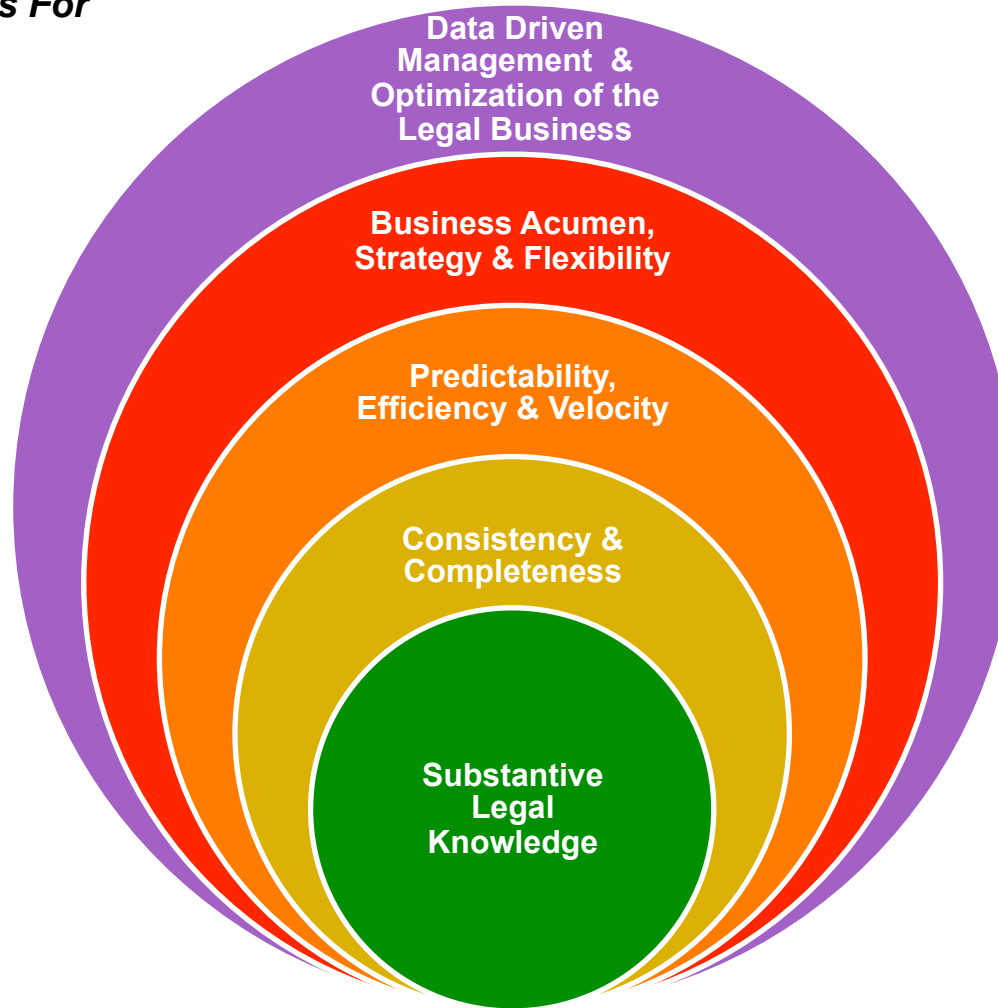 s For
Data Driven
Management &
Optimization of the
Legal Business
Business Acumen,
Strategy & Flexibility
Predictability,
Efficiency & Velocity
Consistency &
Completeness
Substantive
Legal
Knowledge